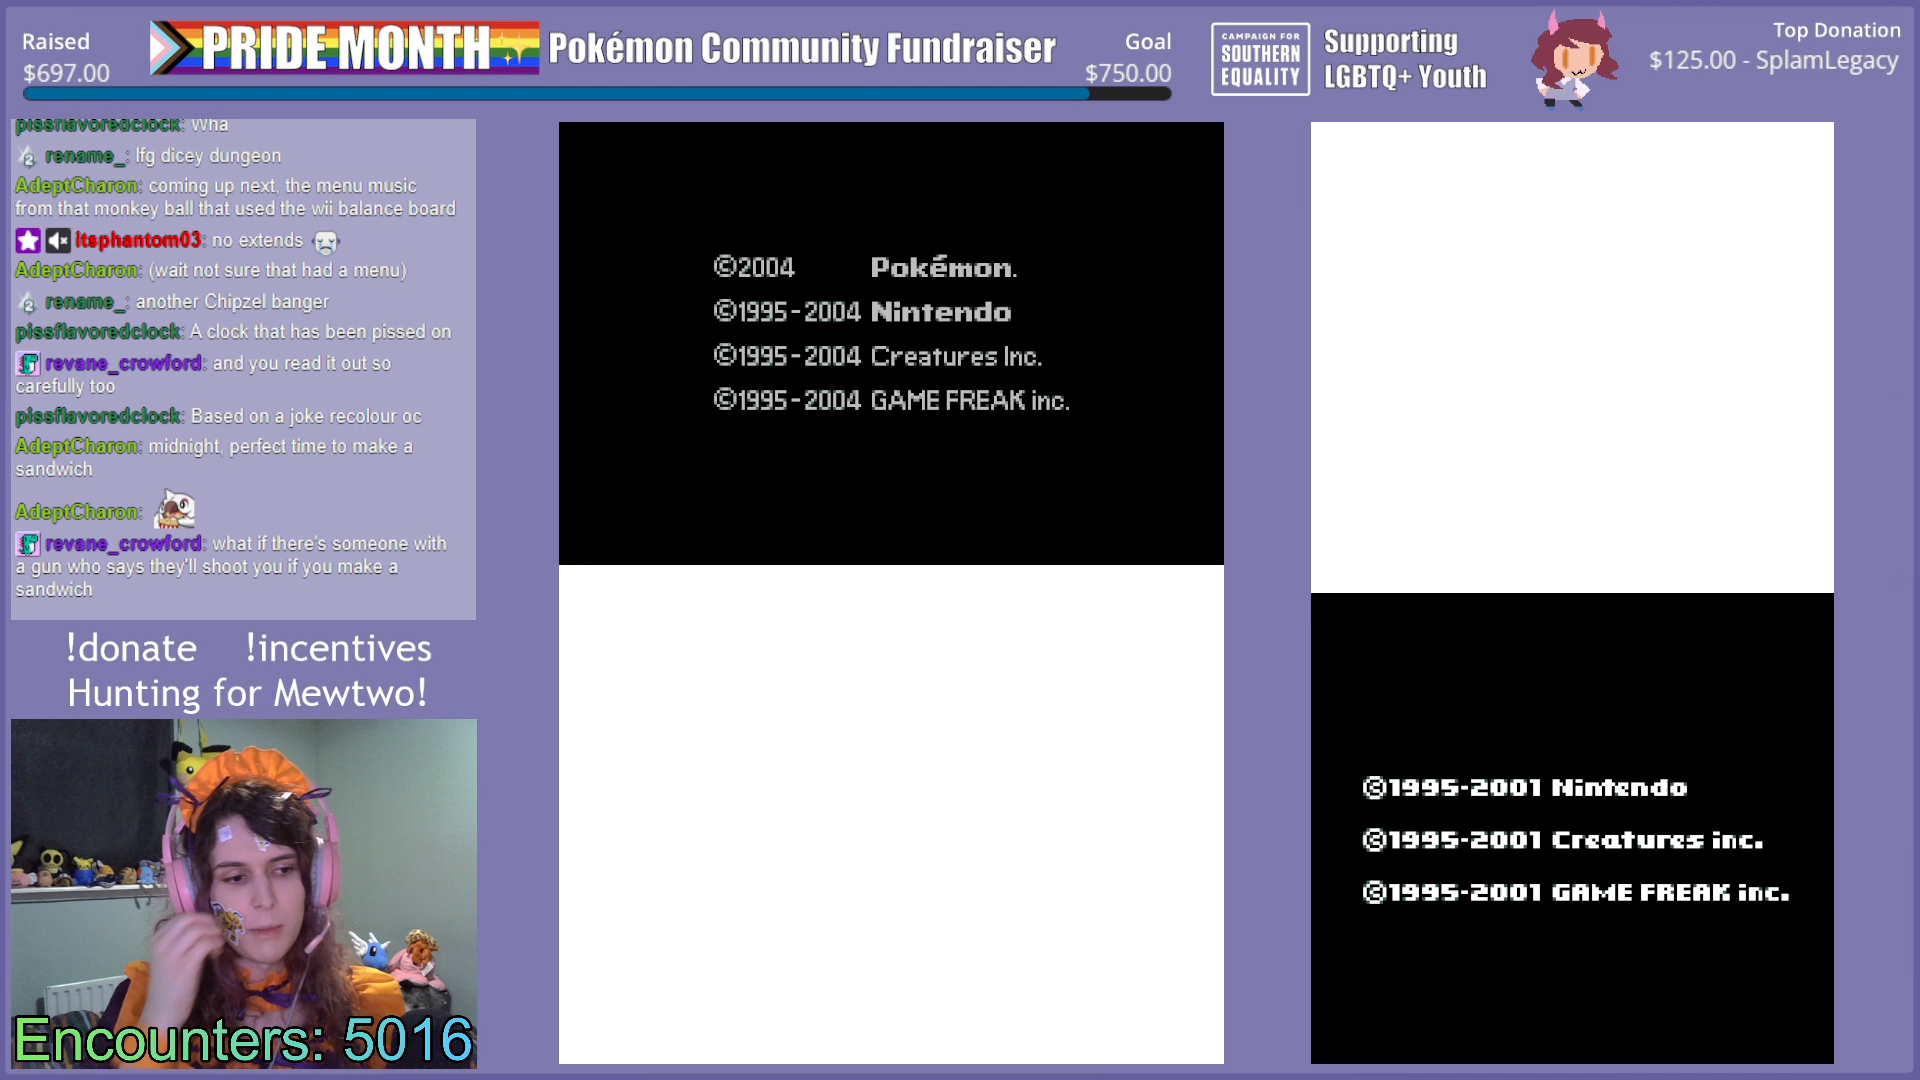 Raised
$697.00
PRIDE MONTH
Pokémon Community Fundraiser
Goal
$750.00
CAMPAIGN FOR
SOUTHERN
EQUALITY
Supporting
LGBTQ+ Youth
Top Donation
$125.00 - SplamLegacy
pissflavoredclock: Wha
2 rename_: lfg dicey dungeon
AdeptCharon: coming up next, the menu music
from that monkey ball that used the wii balance board
itsphantom03: no extends
AdeptCharon: (wait not sure that had a menu)
2 rename_: another Chipzel banger
pissflavoredclock: A clock that has been pissed on
revane_crowford: and you read it out so
carefully too
pissflavoredclock: Based on a joke recolour oc
AdeptCharon: midnight, perfect time to make a
sandwich
AdeptCharon:
revane_crowford: what if there's someone with
a gun who says they'll shoot you if you make a
sandwich
!donate !incentives
Hunting for Mewtwo!
Encounters: 5016
©2004 Pokémon.
©1995-2004 Nintendo
©1995-2004 Creatures Inc.
©1995-2004 GAME FREAK inc.
©1995-2001 Nintendo
©1995-2001 Creatures inc.
©1995-2001 GAME FREAK inc.